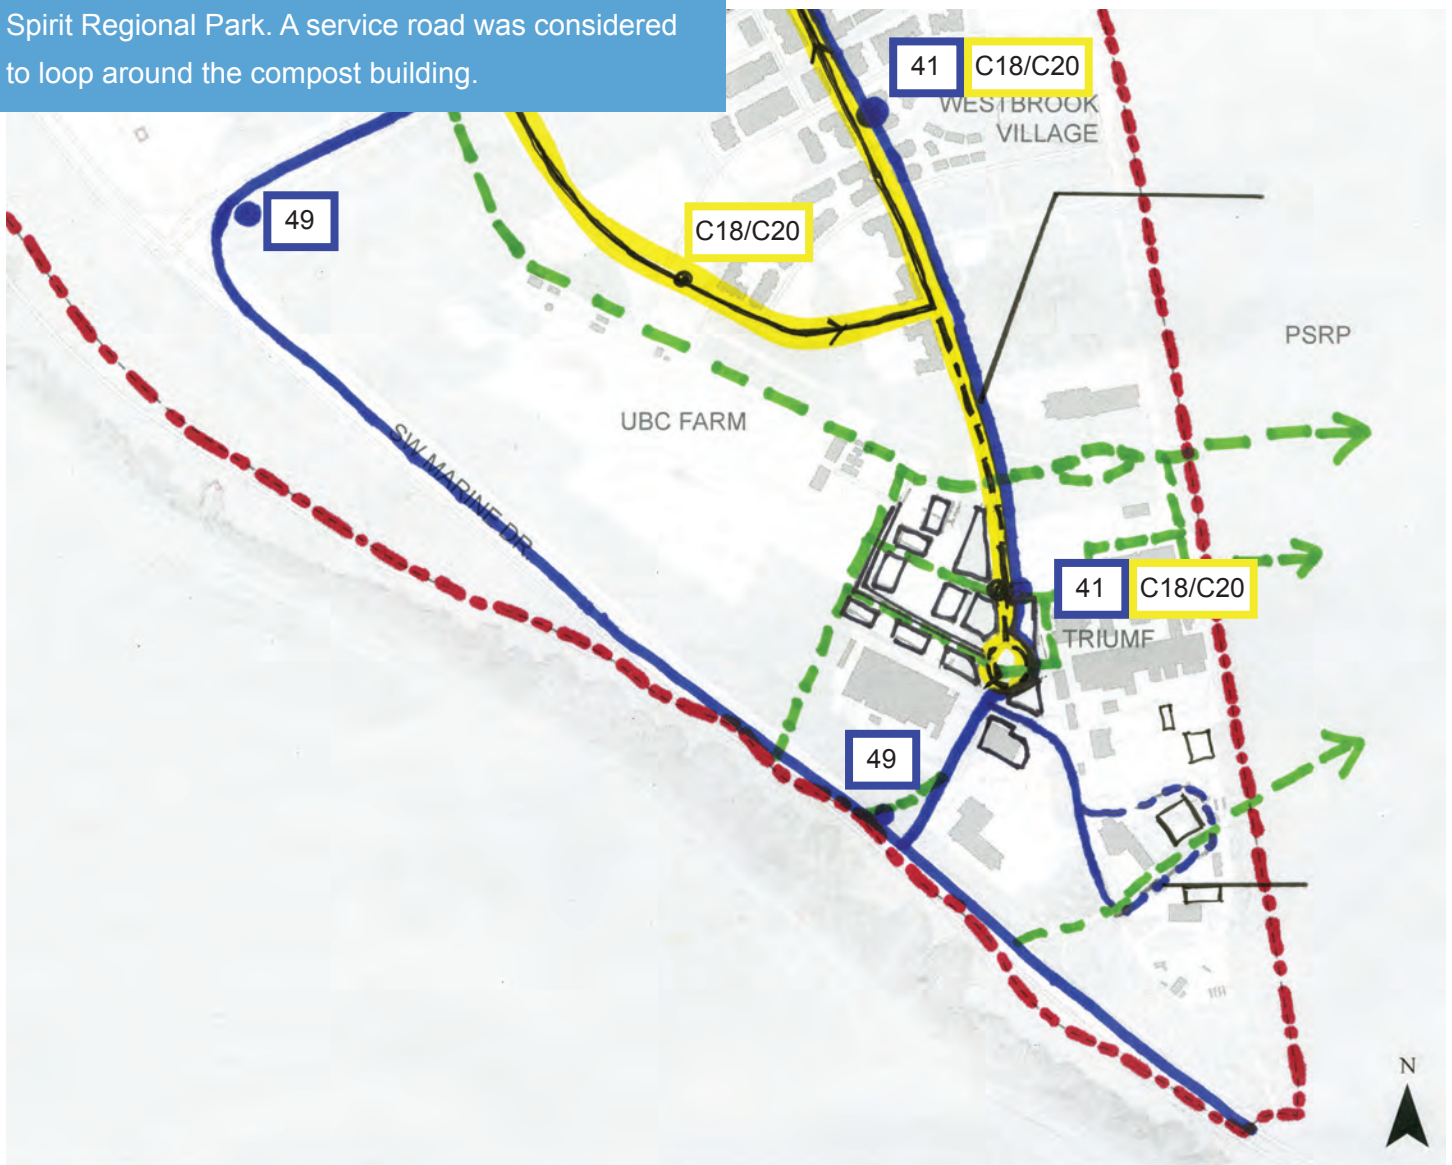 Spirit Regional Park. A service road was considered
to loop around the compost building.
41 C18/C20
WESTBROOK
VILLAGE
49
C18/C20
PSRP
UBC FARM
SW MARINE DR
41 C18/C20
TRIUMF
49
N